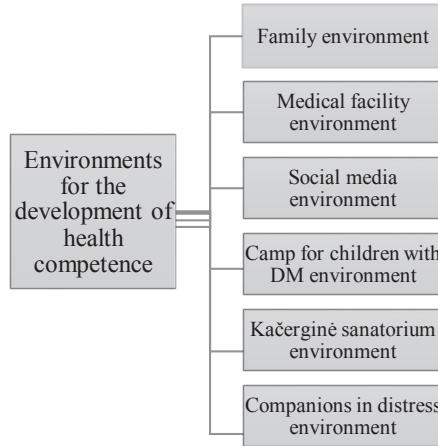 Environments
for the
development of
health
competence
Family environment
Medical facility
environment
Social media
environment
Camp for children with
DM environment
Kačerginė sanatorium
environment
Companions in distress
environment